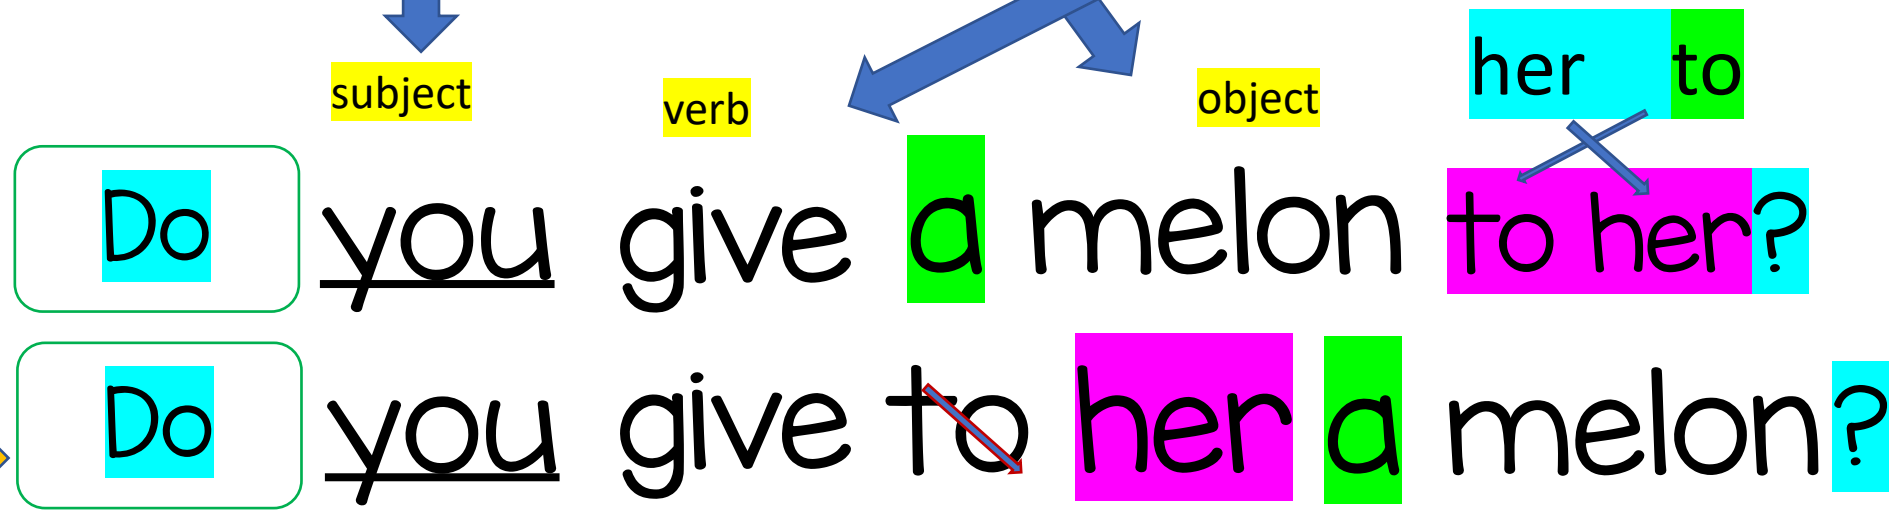 subject verb object her to
Do you give a melon to her?
Do you give to her a melon?